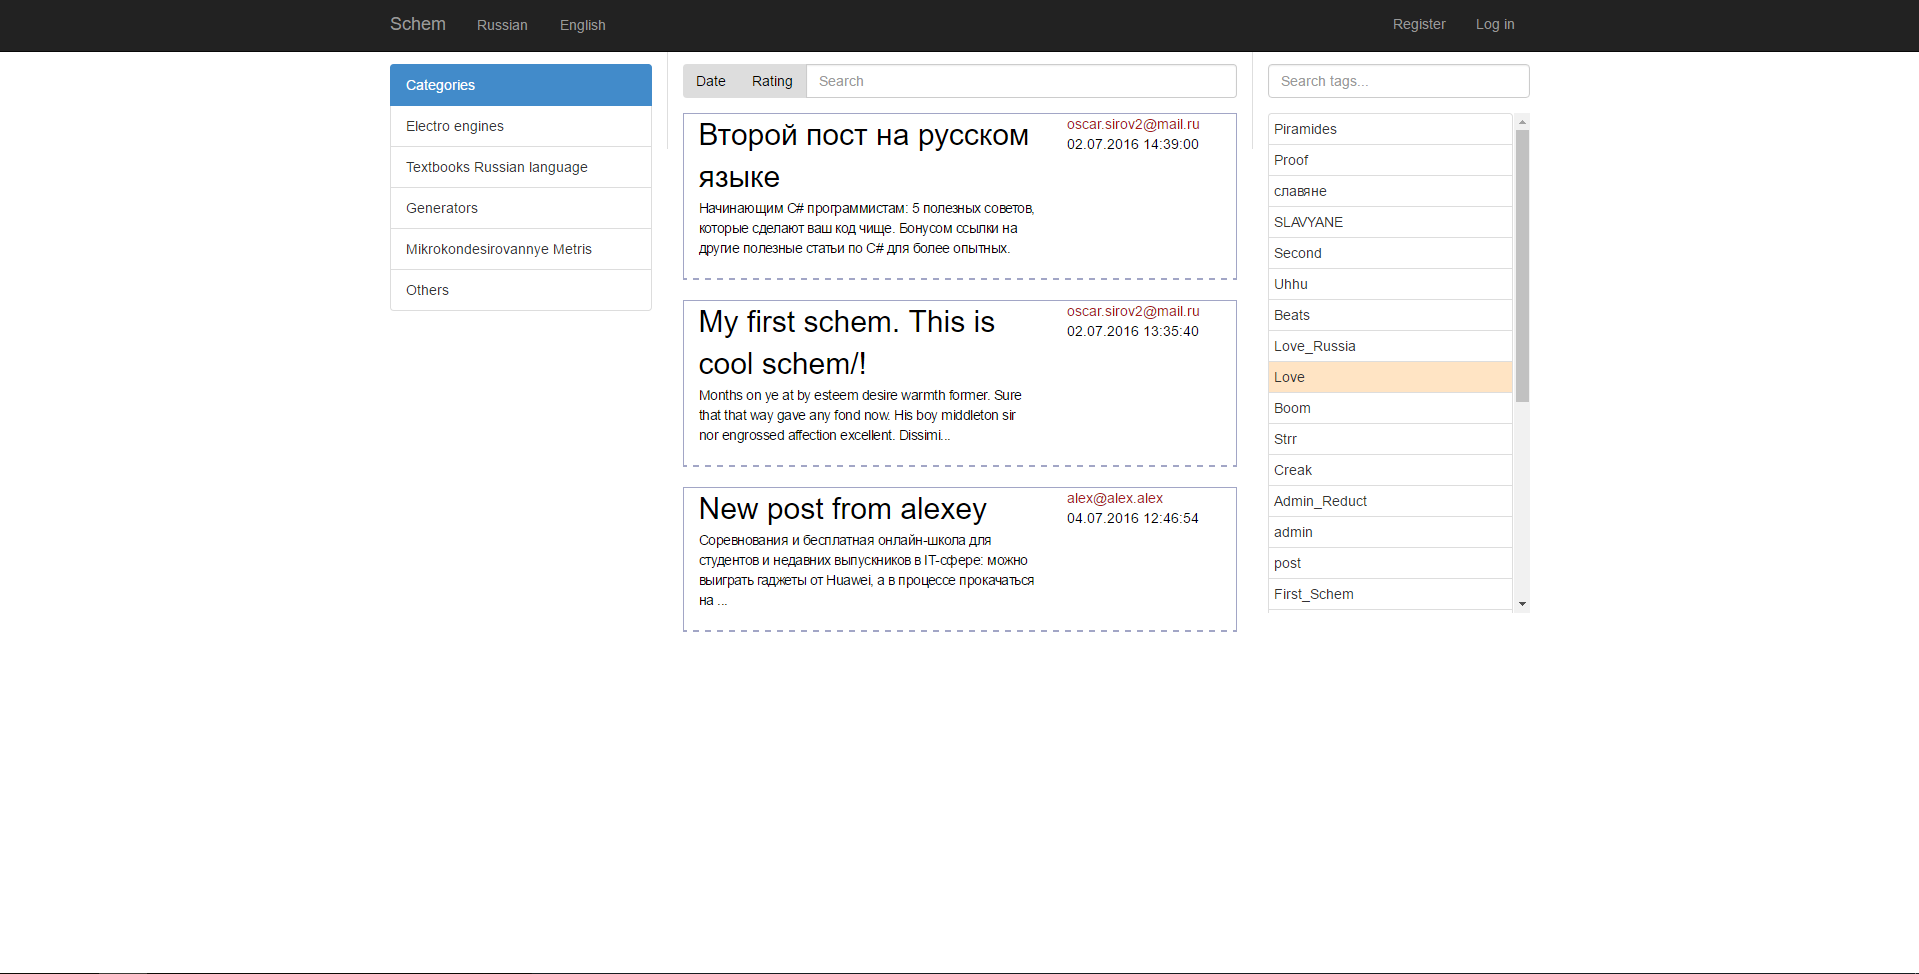 Schem Russian English Register Log in
Categories
Electro engines
Textbooks Russian language
Generators
Mikrokondesirovannye Metris
Others
Date Rating Search
Второй пост на русском
языке
Начинающим C# программистам: 5 полезных советов,
которые сделают ваш код чище. Бонусом ссылки на
другие полезные статьи по C# для более опытных.
oscar.sirov2@mail.ru
02.07.2016 14:39:00
My first schem. This is
cool schem/!
Months on ye at by esteem desire warmth former. Sure
that that way gave any fond now. His boy middleton sir
nor engrossed affection excellent. Dissimi...
oscar.sirov2@mail.ru
02.07.2016 13:35:40
New post from alexey
Соревнования и бесплатная онлайн-школа для
студентов и недавних выпускников в IT-сфере: можно
выиграть гаджеты от Huawei, а в процессе прокачаться
на ...
alex@alex.alex
04.07.2016 12:46:54
Search tags...
Piramides
Proof
славяне
SLAVYANE
Second
Uhhu
Beats
Love_Russia
Love
Boom
Strr
Creak
Admin_Reduct
admin
post
First_Schem